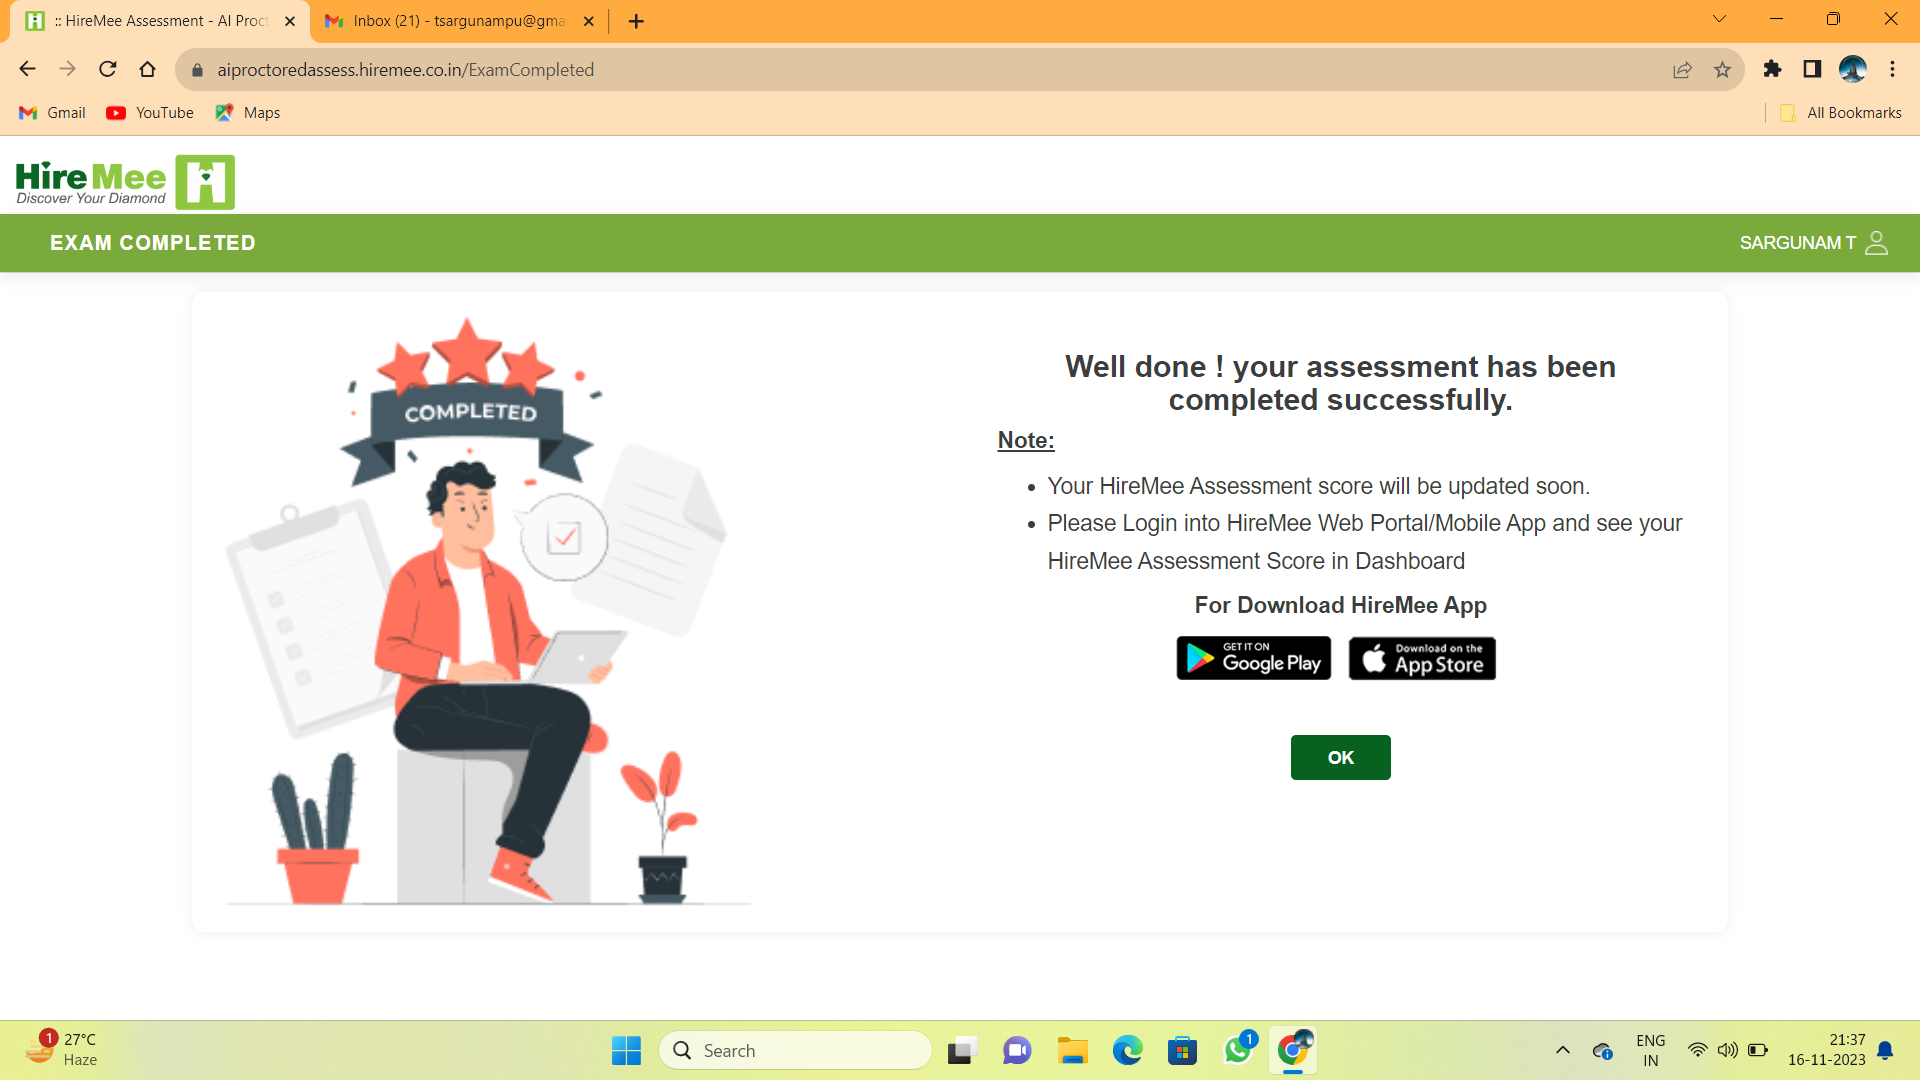 :: HireMee Assessment - AI Proct
Inbox (21) - tsargunampu@gma
aiproctoredassess.hiremee.co.in/ExamCompleted
Gmail
YouTube
Maps
All Bookmarks
Hire Mee
Discover Your Diamond
EXAM COMPLETED
SARGUNAM T
COMPLETED
Well done ! your assessment has been
completed successfully.
Note:
• Your HireMee Assessment score will be updated soon.
• Please Login into HireMee Web Portal/Mobile App and see your
HireMee Assessment Score in Dashboard
For Download HireMee App
GET IT ON
Google Play
Download on the
App Store
OK
1
27°C
Haze
Search
1
ENG
IN
21:37
16-11-2023